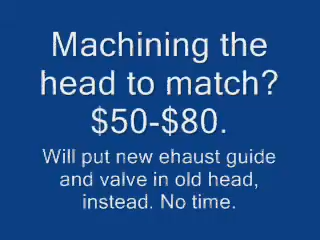 Machining the
head to match?
$50-$80.
Will put new ehaust guide
and valve in old head,
instead. No time.